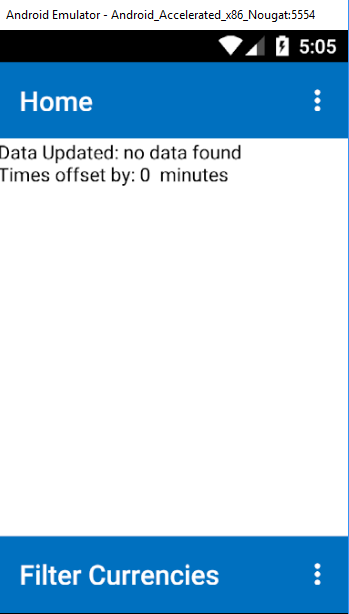 Android Emulator - Android_Accelerated_x86_Nougat:5554
5:05
Home
Data Updated: no data found
Times offset by: 0  minutes
Filter Currencies